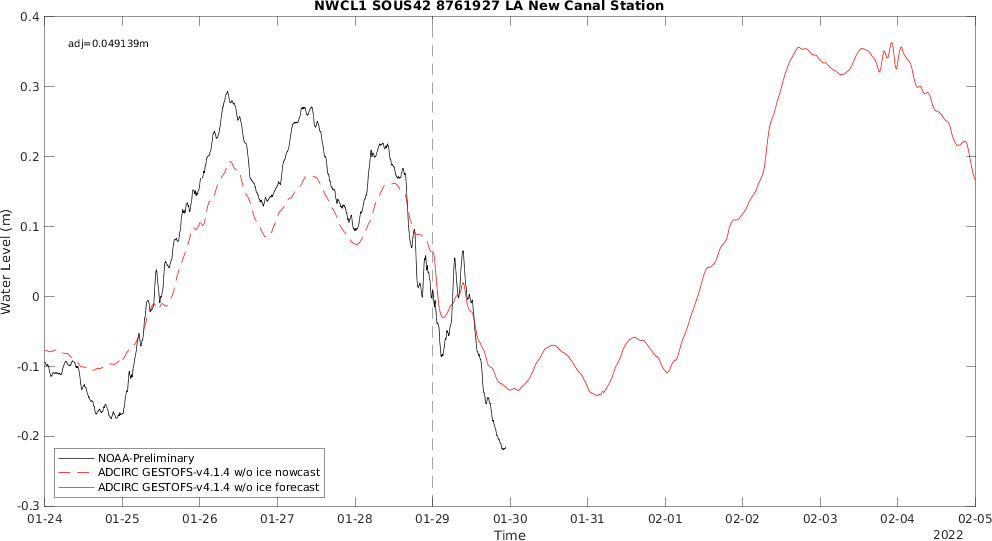 NWCL1 SOUS42 8761927 LA New Canal Station
0.4
adj=0.049139m
0.3
0.2
0.1
0
-0.1
-0.2
-0.3
Water Level (m)
NOAA-Preliminary
ADCIRC GESTOFS-v4.1.4 w/o ice nowcast
ADCIRC GESTOFS-v4.1.4 w/o ice forecast
01-24 01-25 01-26 01-27 01-28 01-29 01-30 01-31 02-01 02-02 02-03 02-04 02-05
Time
2022